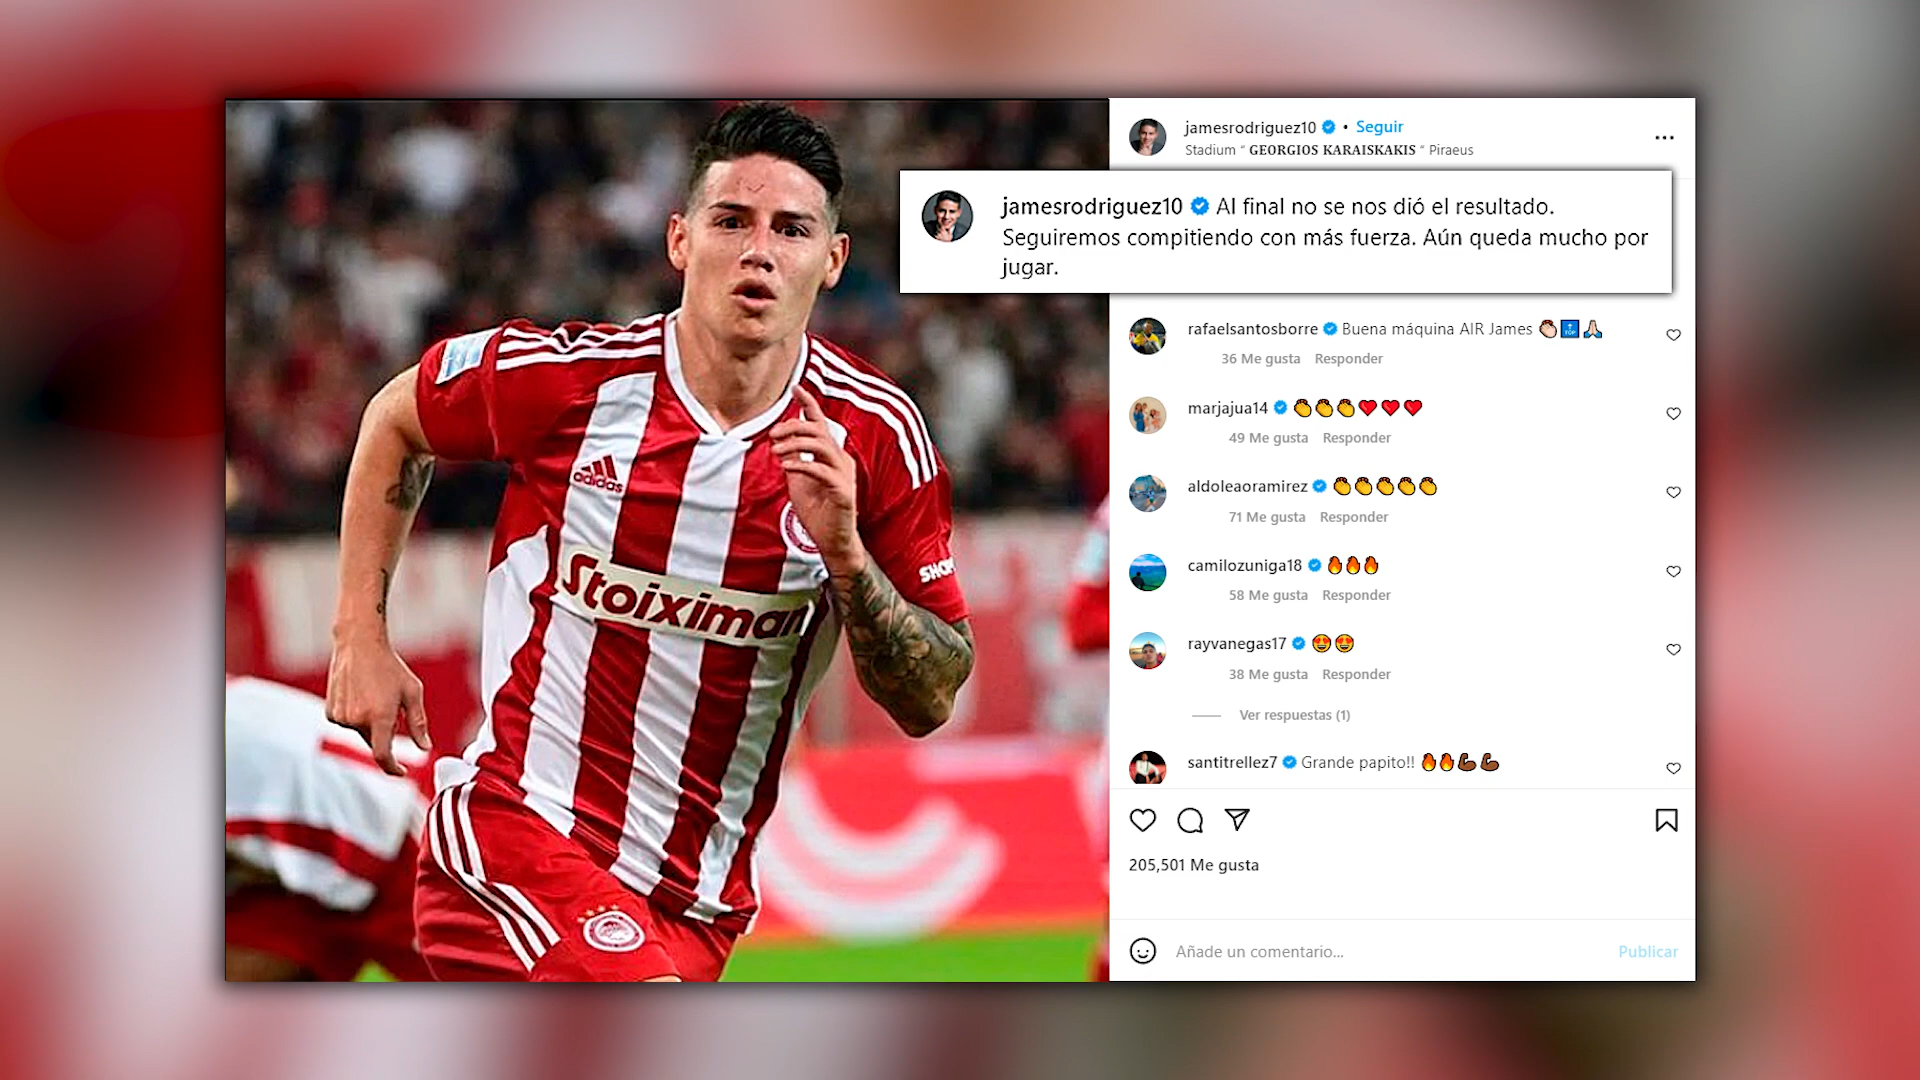 jamesrodriguez10 • Seguir
Stadium “ GEORGIOS KARAISKAKIS “ Piraeus
jamesrodriguez10 Al final no se nos dió el resultado.
Seguiremos compitiendo con más fuerza. Aún queda mucho por
jugar.
rafaelsantosborre Buena máquina AIR James 👏🏻🔝🙏🏻
36 Me gusta Responder
marjajua14 👏👏👏❤️❤️❤️
49 Me gusta Responder
aldoleaoramirez 👏👏👏👏👏
71 Me gusta Responder
camilozuniga18 🔥🔥🔥
58 Me gusta Responder
rayvanegas17 😍😍
38 Me gusta Responder
Ver respuestas (1)
santitrellez7 Grande papito!! 🔥🔥💪🏾💪🏾
205,501 Me gusta
Añade un comentario...
Publicar
adidas
Stoiximan